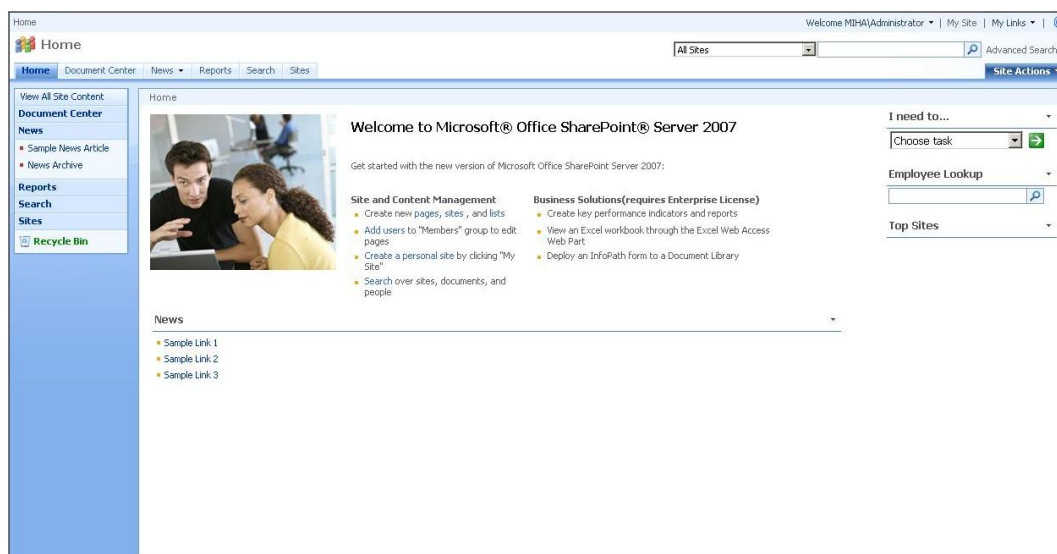 Home
Welcome MIHA\Administrator | My Site | My Links |
Home
All Sites
Advanced Search
Home Document Center News Reports Search Sites
Site Actions
View All Site Content
Document Center
News
Sample News Article
News Archive
Reports
Search
Sites
Recycle Bin
Home
Welcome to Microsoft® Office SharePoint® Server 2007
Get started with the new version of Microsoft Office SharePoint Server 2007:
Site and Content Management
Create new pages, sites , and lists
Add users to "Members" group to edit
pages
Create a personal site by clicking "My
Site"
Search over sites, documents, and
people
Business Solutions(requires Enterprise License)
Create key performance indicators and reports
View an Excel workbook through the Excel Web Access
Web Part
Deploy an InfoPath form to a Document Library
News
Sample Link 1
Sample Link 2
Sample Link 3
I need to...
Choose task
Employee Lookup
Top Sites